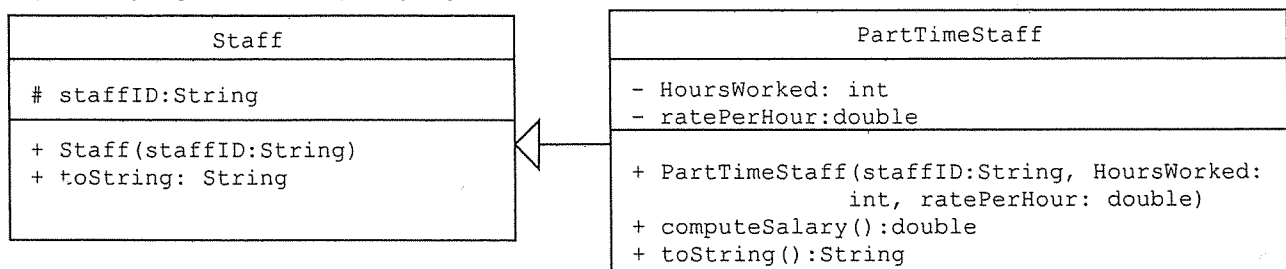 Staff
# staffID:String
+ Staff(staffID:String)
+ toString: String
PartTimeStaff
- HoursWorked: int
- ratePerHour:double
+ PartTimeStaff(staffID:String, HoursWorked:
int, ratePerHour: double)
+ computeSalary():double
+ toString():String